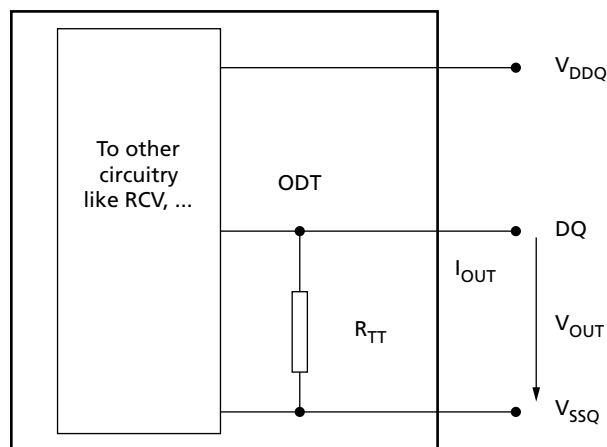 V_DDQ
To other
circuitry
like RCV, ...
ODT
DQ
I_OUT
R_TT
V_OUT
V_SSQ